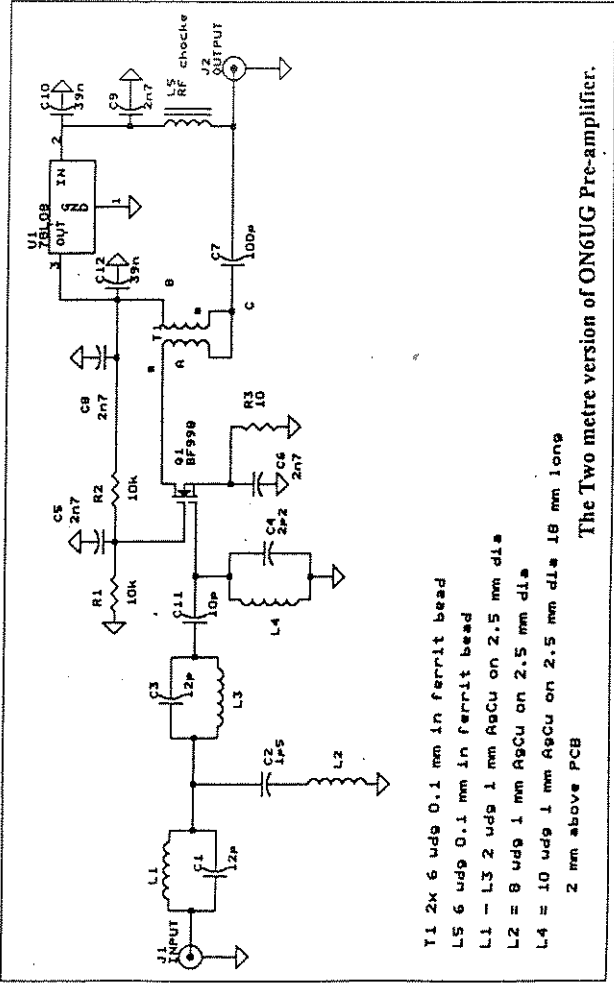 J1
INPUT
L1
C1
12p
C2
1p5
L2
C3
12p
L3
C11
10p
L4
C4
2p2
R1
10k
C5
2n7
R2
10k
C8
2n7
Q1
BF998
C6
2n7
R3
10
C12
39n
U1
78L08
OUT
GND
IN
3
1
2
C10
39n
C9
2n7
L5
RF chocke
T
A
B
C
C7
100p
J2
OUTPUT
T1 2x 6 wdg 0.1 mm in ferrit bead
L5 6 wdg 0.1 mm in ferrit bead
L1 - L3 2 wdg 1 mm AgCu on 2.5 mm dia
L2 = 8 wdg 1 mm AgCu on 2.5 mm dia
L4 = 10 wdg 1 mm AgCu on 2.5 mm dia 18 mm long
2 mm above PCB
The Two metre version of ON6UG Pre-amplifier.